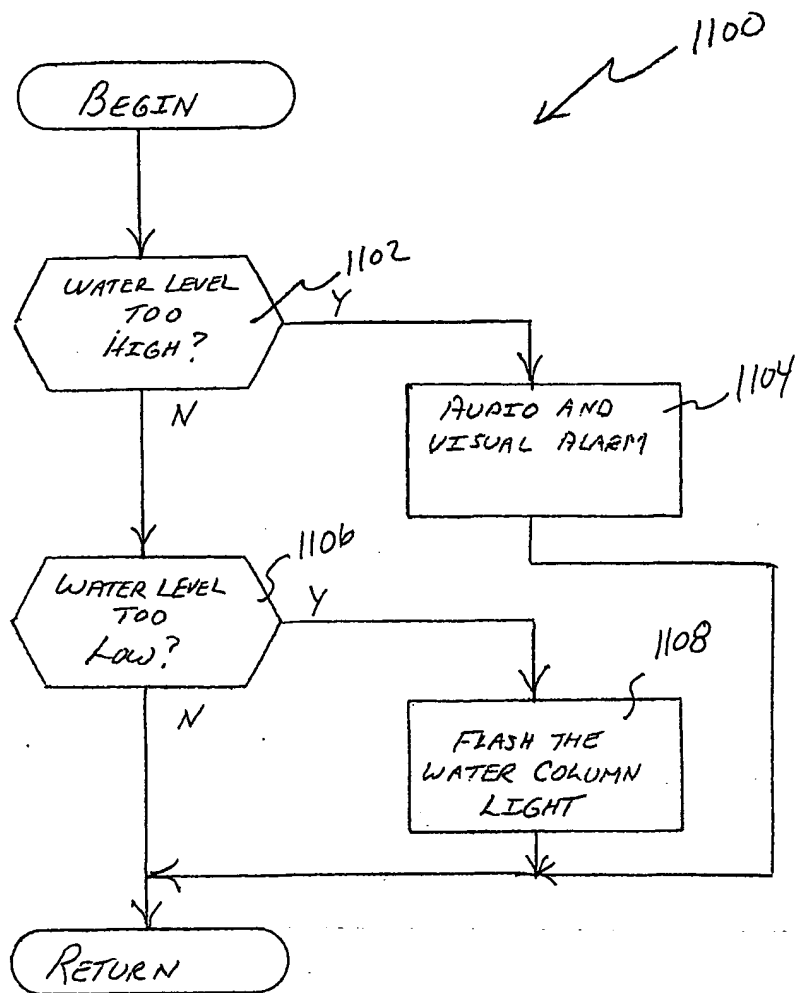 1100
BEGIN
WATER LEVEL
TOO
HIGH?
1102
Y
N
AUDIO AND
VISUAL ALARM
1104
WATER LEVEL
TOO
LOW?
1106
Y
N
FLASH THE
WATER COLUMN
LIGHT
1108
RETURN